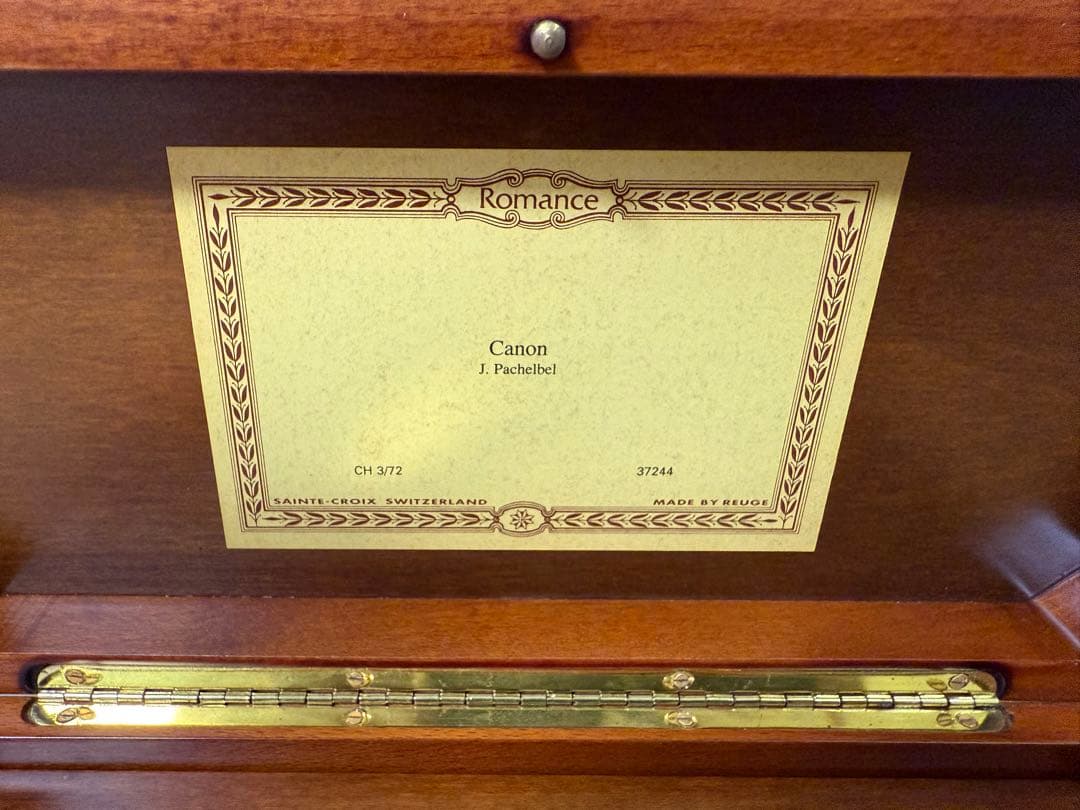 Romance
Canon
J. Pachelbel
CH 3/72 37244
SAINTE-CROIX SWITZERLAND MADE BY REUGE